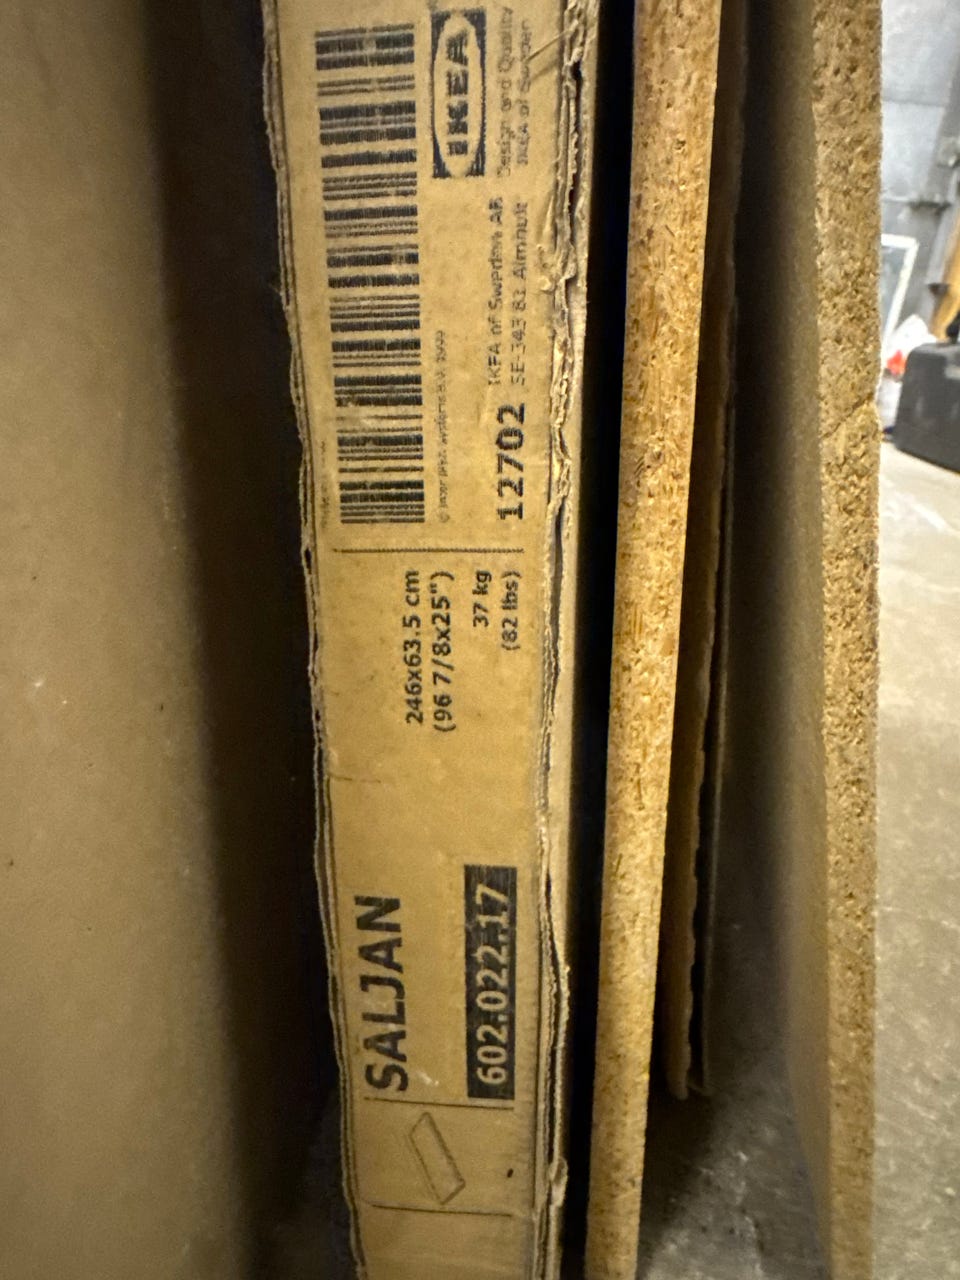 SALJAN
602.022.17
246x63.5 cm
(96 7/8x25")
37 kg
(82 lbs)
12702
IKEA of Sweden AB
SE-343 81 Älmhult
IKEA
Design and Quality
IKEA of Sweden